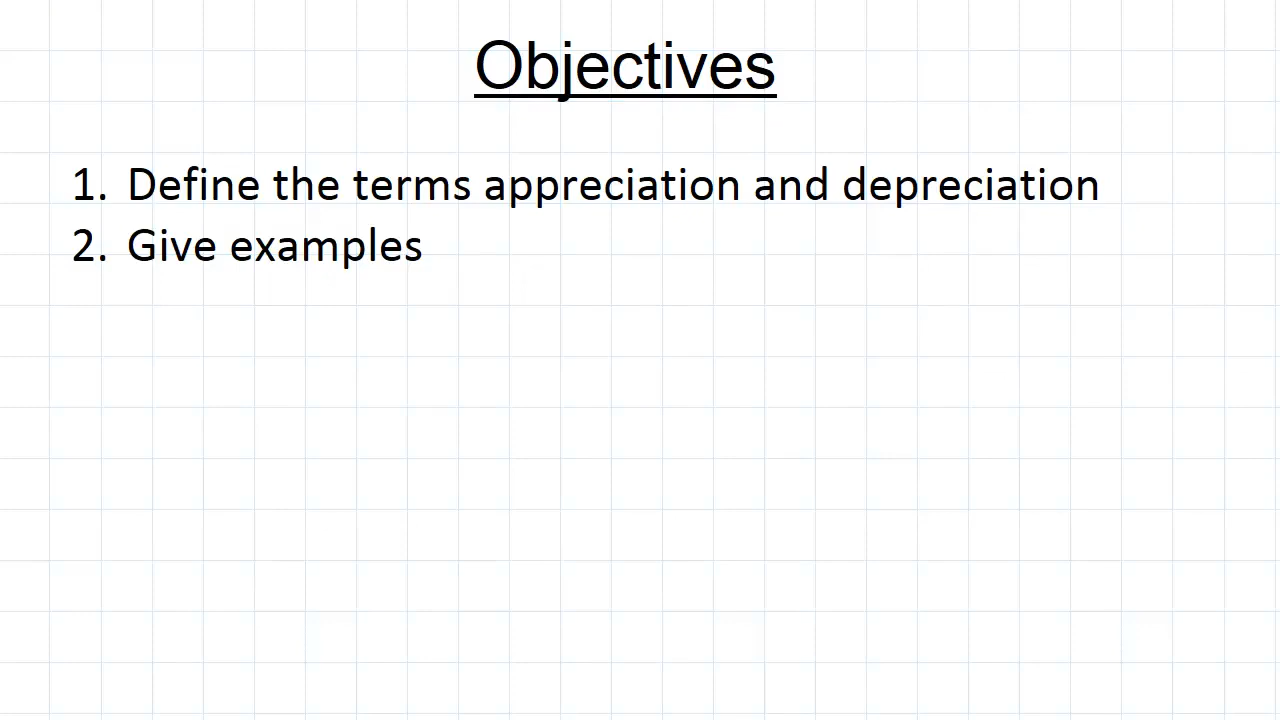 Objectives
1. Define the terms appreciation and depreciation
2. Give examples